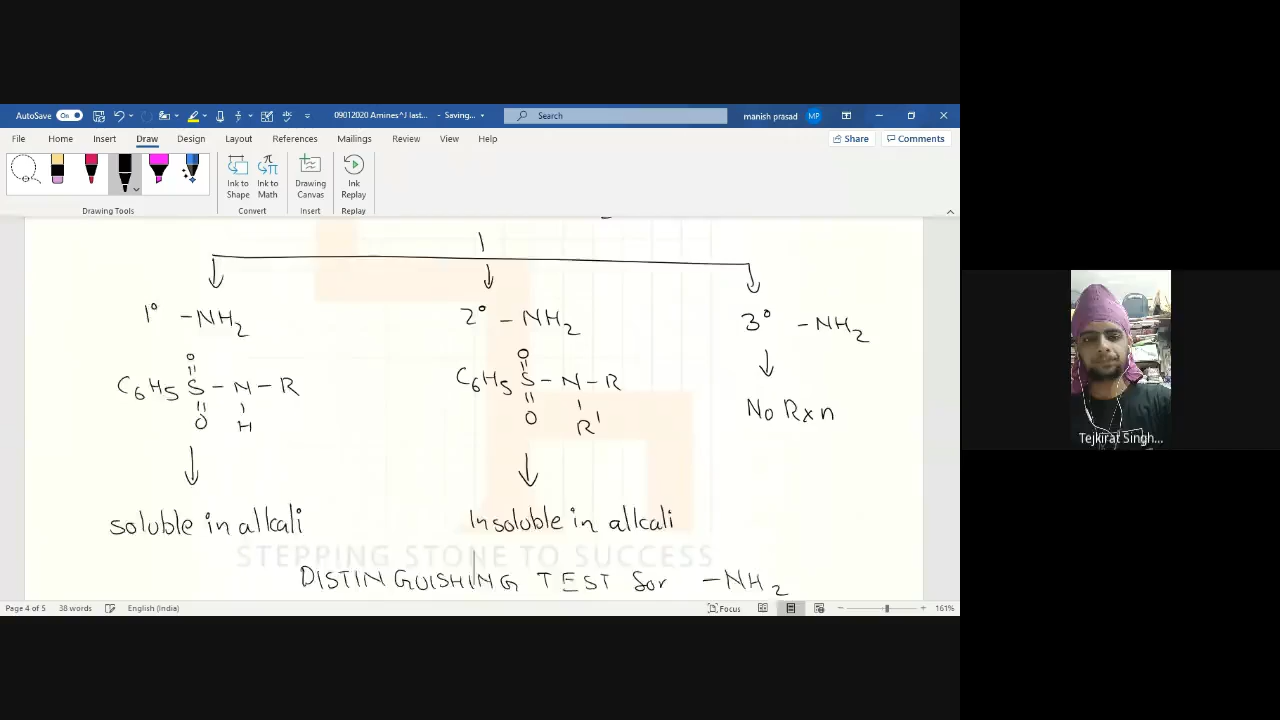 AutoSave On
09012020 Amines^J last... - Saving...
Search
manish prasad MP
File Home Insert Draw Design Layout References Mailings Review View Help
Share Comments
Ink to Shape
Ink to Math
Drawing Canvas
Ink Replay
Drawing Tools Convert Insert Replay
1° -NH2
2° -NH2
3° -NH2
C6H5 S - N - R
O
O
H
C6H5 S - N - R
O
O
R'
No Rxn
soluble in alkali
Insoluble in alkali
STEPPING STONE TO SUCCESS
DISTINGUISHING TEST for -NH2
Page 4 of 5 38 words English (India)
Focus 161%
Tejkirat Singh...